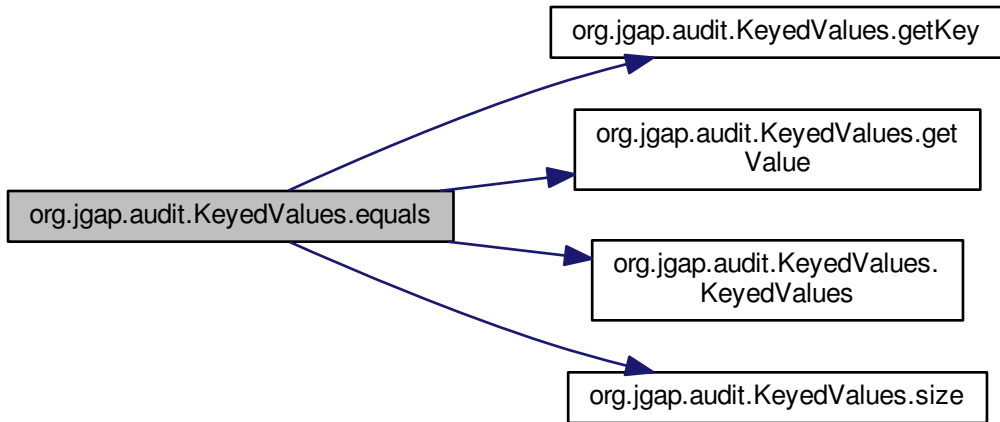 org.jgap.audit.KeyedValues.getKey
org.jgap.audit.KeyedValues.get
Value
org.jgap.audit.KeyedValues.equals
org.jgap.audit.KeyedValues.
KeyedValues
org.jgap.audit.KeyedValues.size